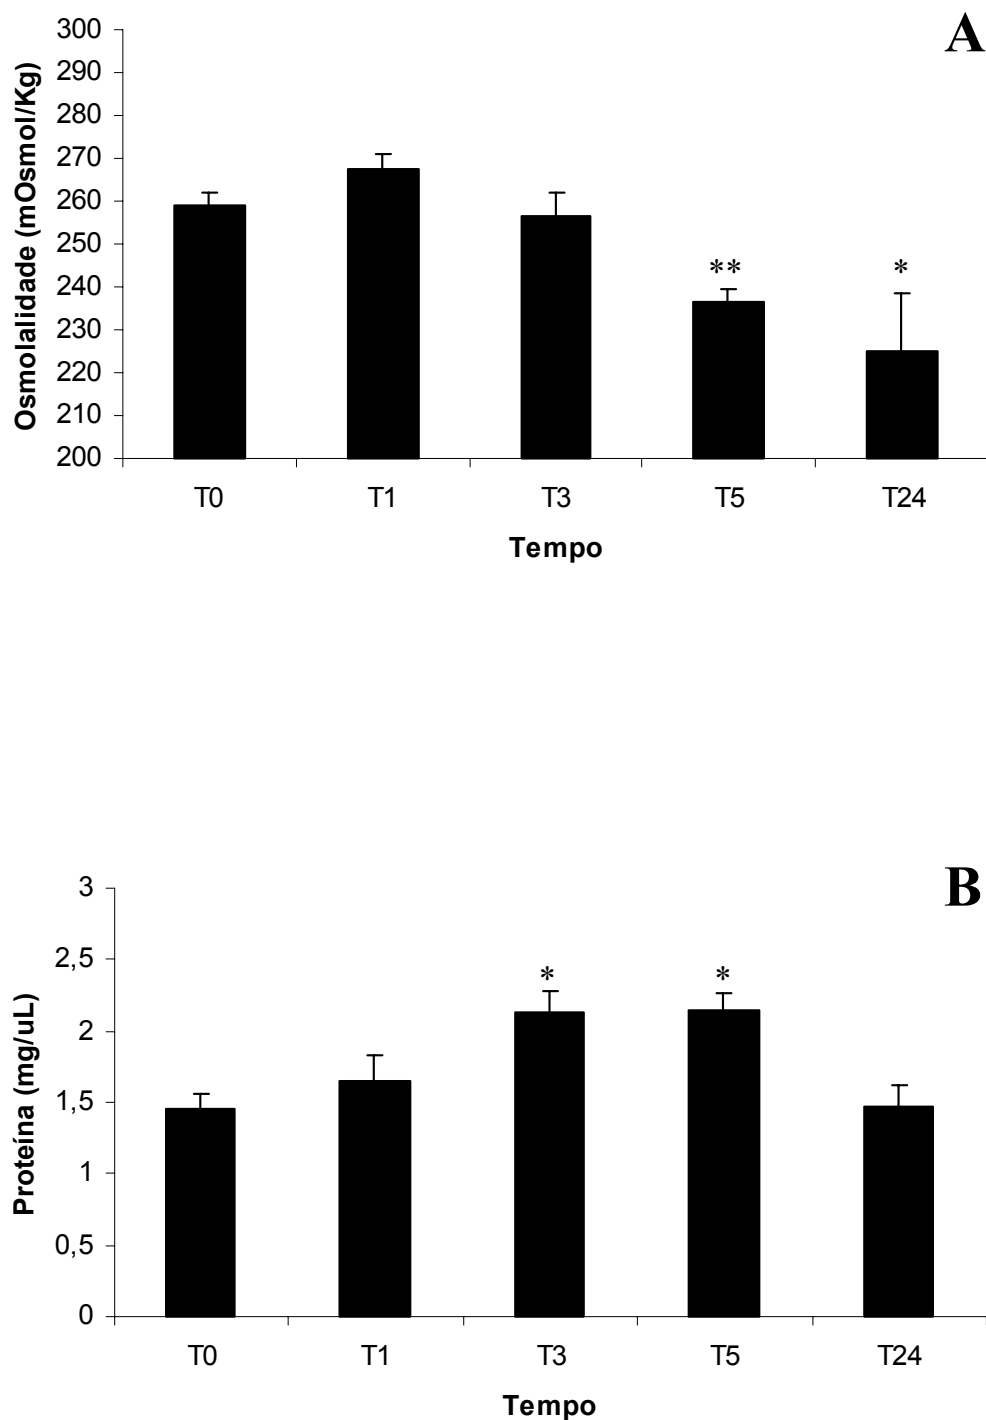 A
Osmolalidade (mOsmol/Kg)
300
290
280
270
260
250
240
230
220
210
200
**
*
T0 T1 T3 T5 T24
Tempo
B
Proteína (mg/uL)
3
2,5
2
1,5
1
0,5
0
* *
T0 T1 T3 T5 T24
Tempo